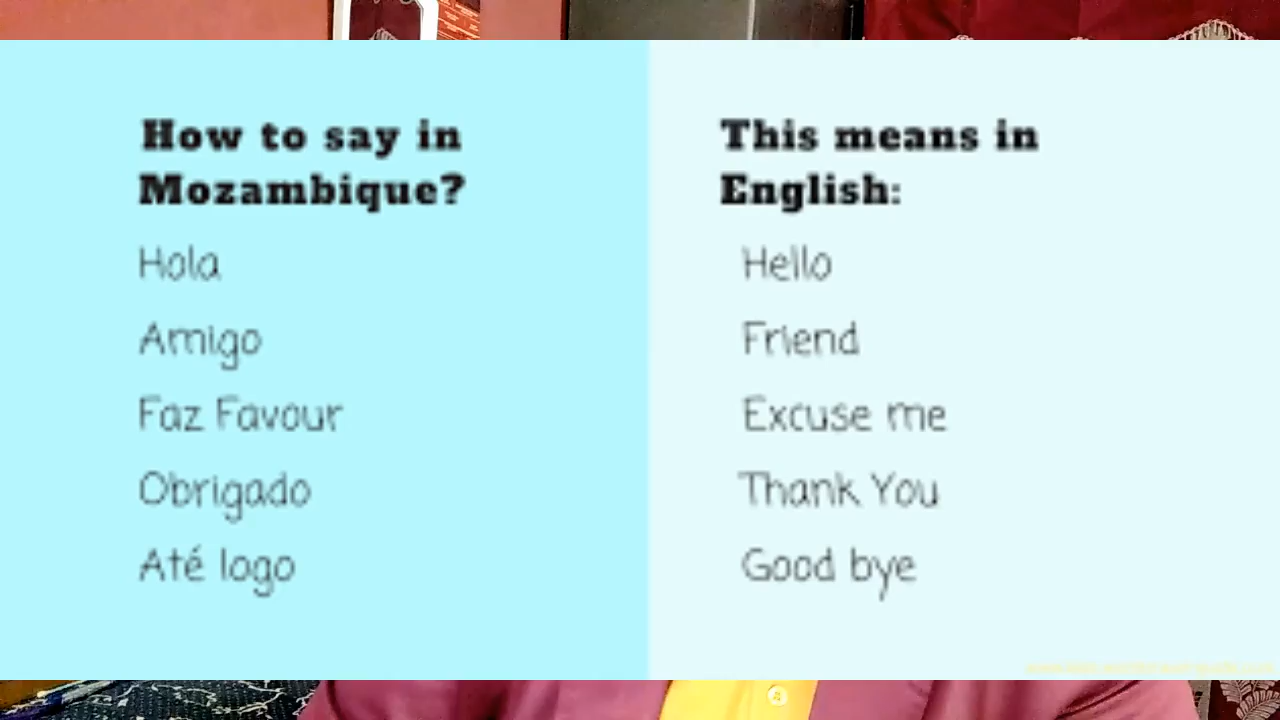 How to say in
Mozambique?
Hola
Amigo
Faz Favour
Obrigado
Até logo
This means in
English:
Hello
Friend
Excuse me
Thank You
Good bye